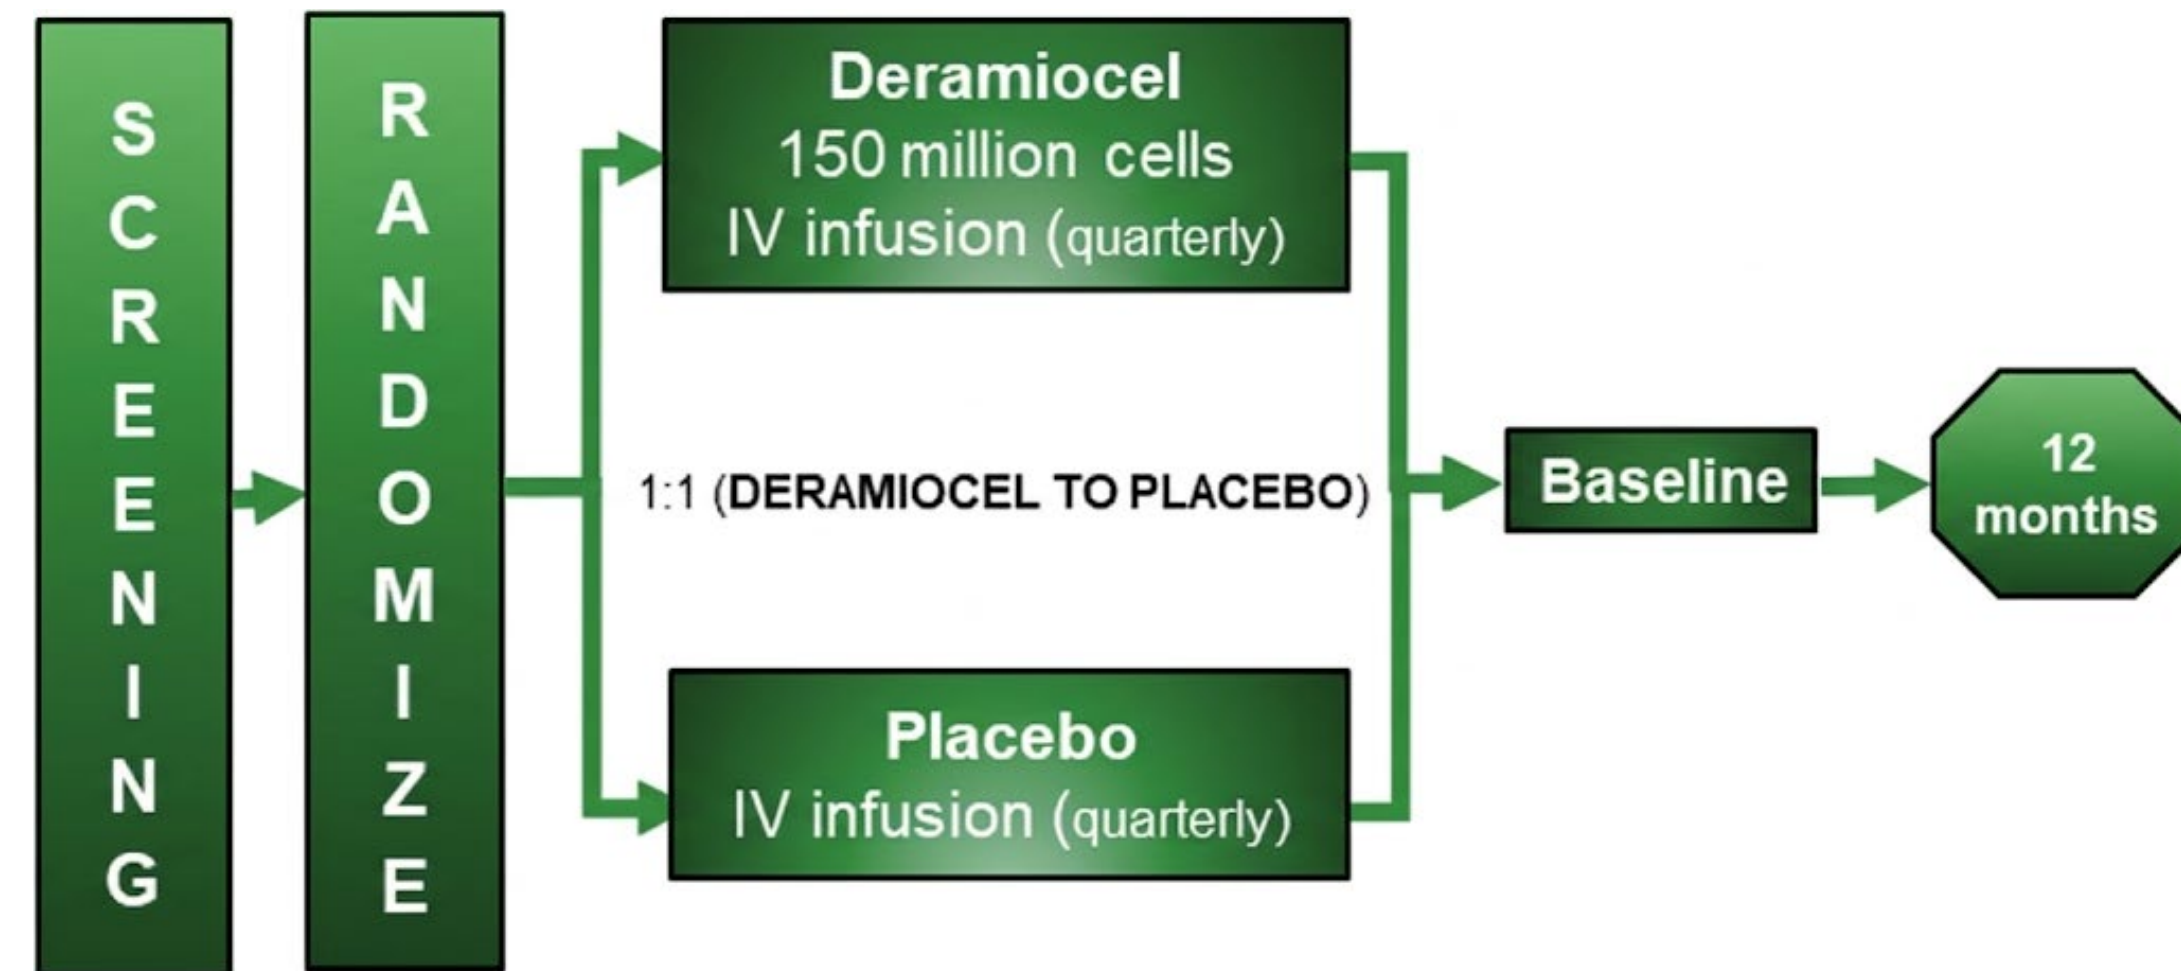 SCREENING
RANDOMIZE
Deramiocel
150 million cells
IV infusion (quarterly)
1:1 (DERAMIOCEL TO PLACEBO)
Placebo
IV infusion (quarterly)
Baseline
12
months